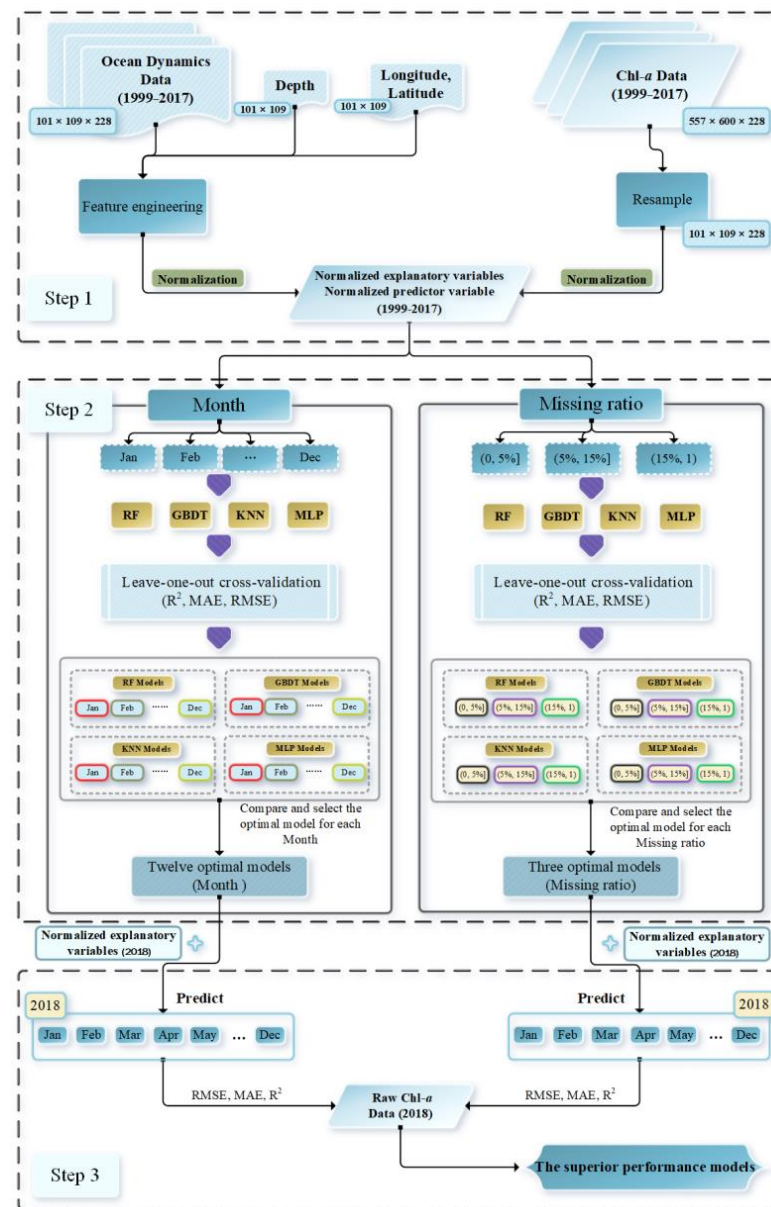 Ocean Dynamics
Data
(1999-2017)
101 × 109 × 228
Depth
101 × 109
Longitude,
Latitude
101 × 109
Chl-a Data
(1999-2017)
557 × 600 × 228
Feature engineering
Resample
101 × 109 × 228
Normalization
Normalized explanatory variables
Normalized predictor variable
(1999-2017)
Normalization
Step 1
Step 2
Month
Jan Feb ... Dec
RF GBDT KNN MLP
Leave-one-out cross-validation
(R², MAE, RMSE)
RF Models
Jan Feb ...... Dec
GBDT Models
Jan Feb ...... Dec
KNN Models
Jan Feb ...... Dec
MLP Models
Jan Feb ...... Dec
Compare and select the
optimal model for each
Month
Twelve optimal models
(Month )
Missing ratio
(0, 5%] (5%, 15%] (15%, 1)
RF GBDT KNN MLP
Leave-one-out cross-validation
(R², MAE, RMSE)
RF Models
(0, 5%] (5%, 15%] (15%, 1)
GBDT Models
(0, 5%] (5%, 15%] (15%, 1)
KNN Models
(0, 5%] (5%, 15%] (15%, 1)
MLP Models
(0, 5%] (5%, 15%] (15%, 1)
Compare and select the
optimal model for each
Missing ratio
Three optimal models
(Missing ratio)
Normalized explanatory
variables (2018)
Normalized explanatory
variables (2018)
Predict
2018
Jan Feb Mar Apr May ... Dec
Predict
2018
Jan Feb Mar Apr May ... Dec
RMSE, MAE, R²
Raw Chl-a
Data (2018)
RMSE, MAE, R²
The superior performance models
Step 3